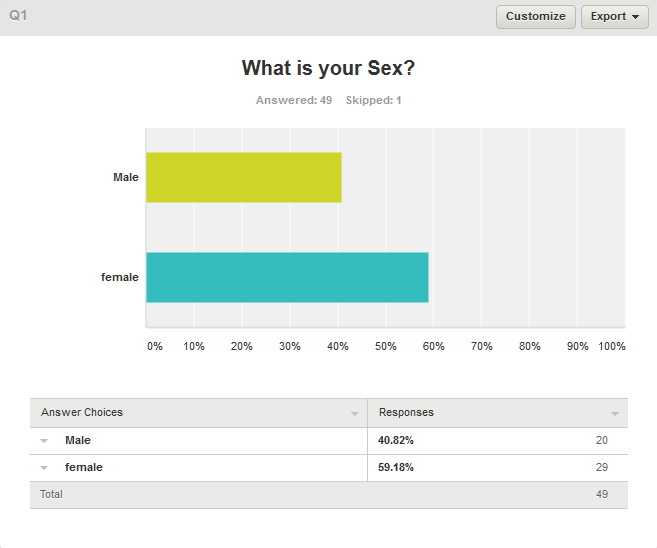 Q1 Customize Export
What is your Sex?
Answered: 49 Skipped: 1
Male
female
0% 10% 20% 30% 40% 50% 60% 70% 80% 90% 100%
Answer Choices Responses
Male 40.82% 20
female 59.18% 29
Total 49